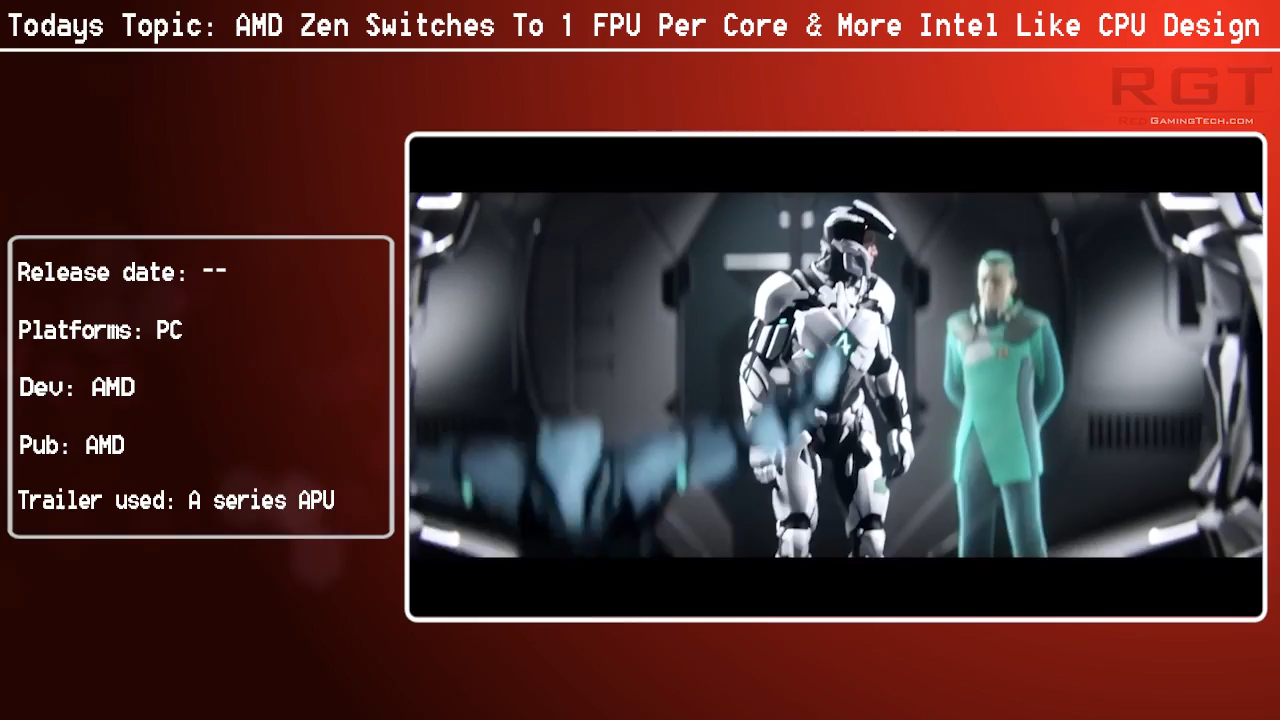 Todays Topic: AMD Zen Switches To 1 FPU Per Core & More Intel Like CPU Design
RGT
RedGamingTech.com
Release date: --
Platforms: PC
Dev: AMD
Pub: AMD
Trailer used: A series APU
4